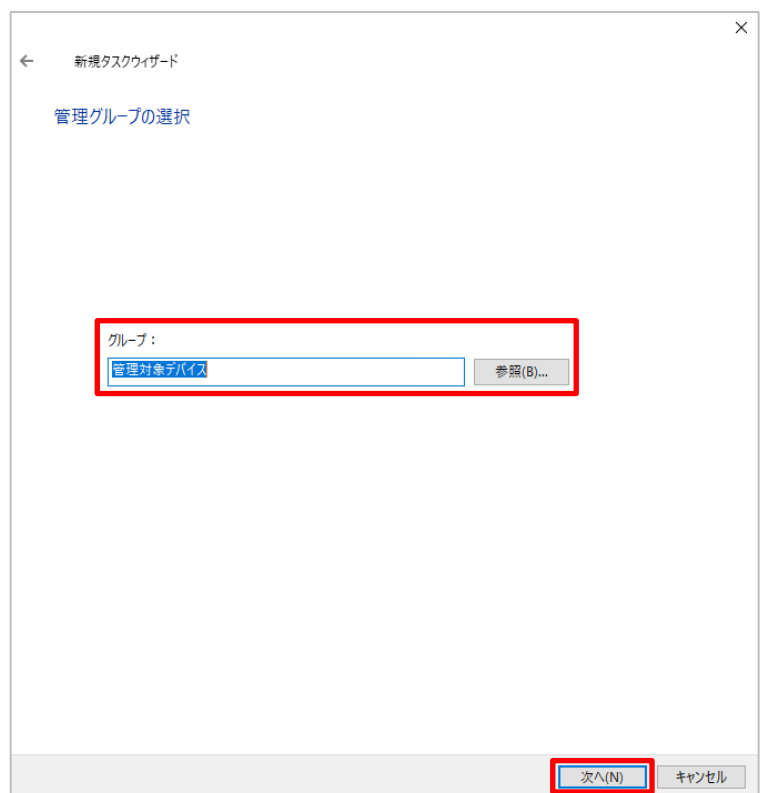 新規タスクウィザード
管理グループの選択
グループ：
管理対象デバイス
参照(B)...
次へ(N)
キャンセル